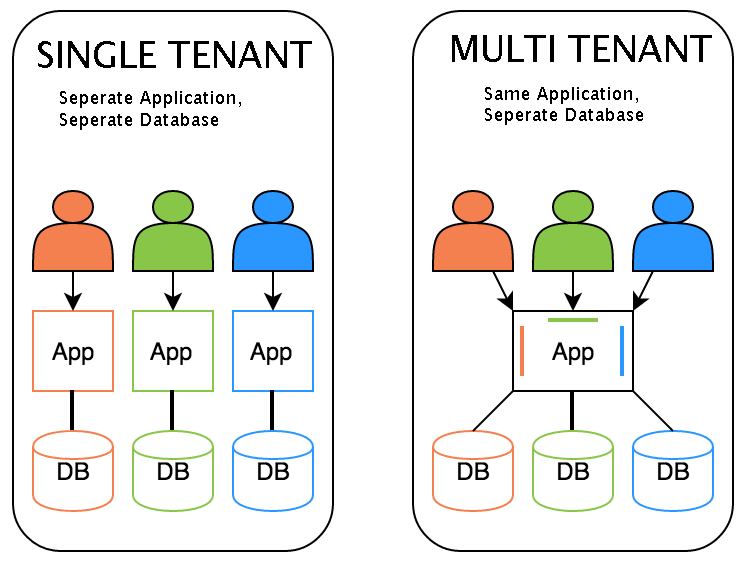 SINGLE TENANT
Seperate Application,
Seperate Database
App
App
App
DB
DB
DB
MULTI TENANT
Same Application,
Seperate Database
App
DB
DB
DB